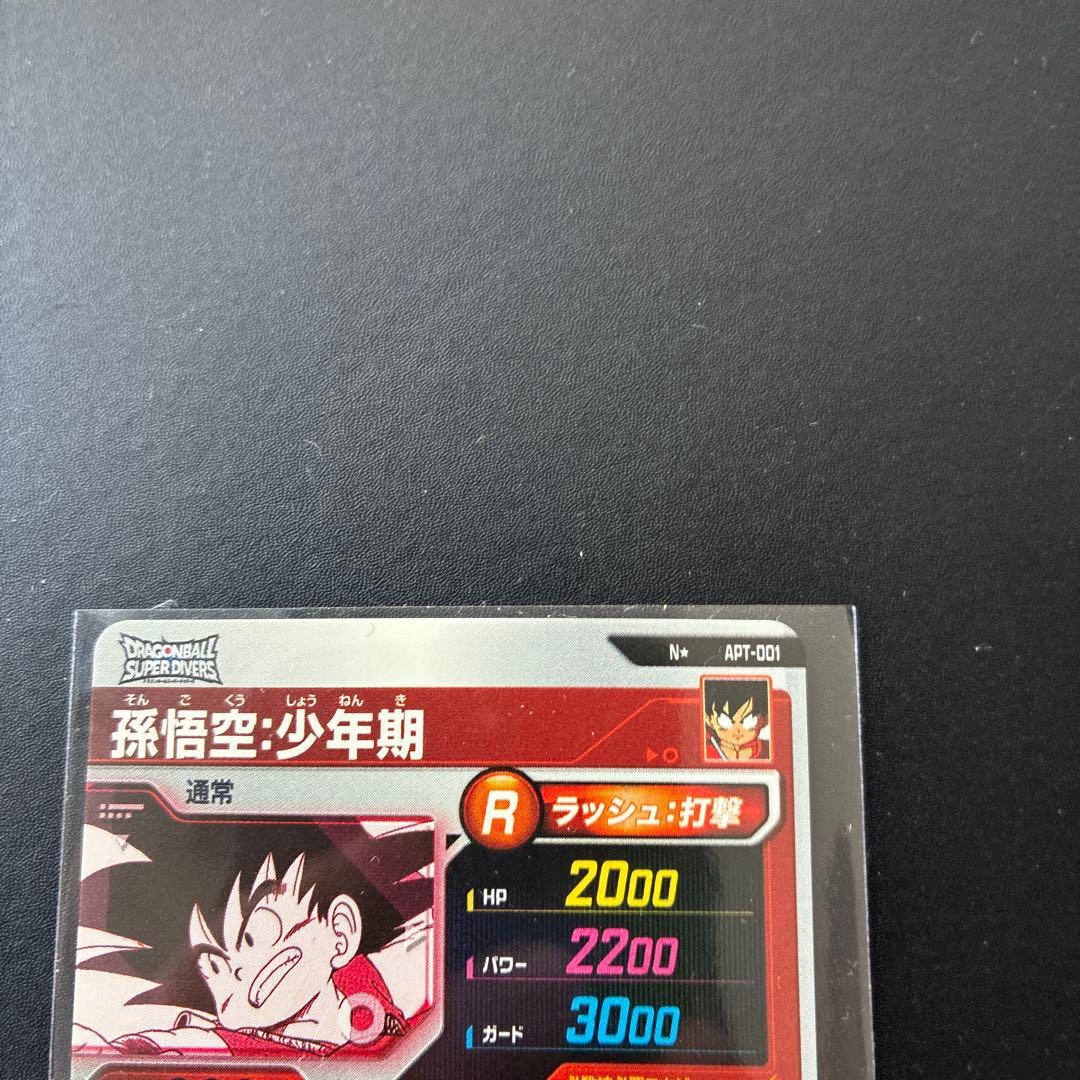 DRAGONBALL
SUPER DIVERS
N★ APT-001
そん ご くう しょう ねん き
孫悟空:少年期
通常
R ラッシュ:打撃
HP 2000
パワー 2200
ガード 3000